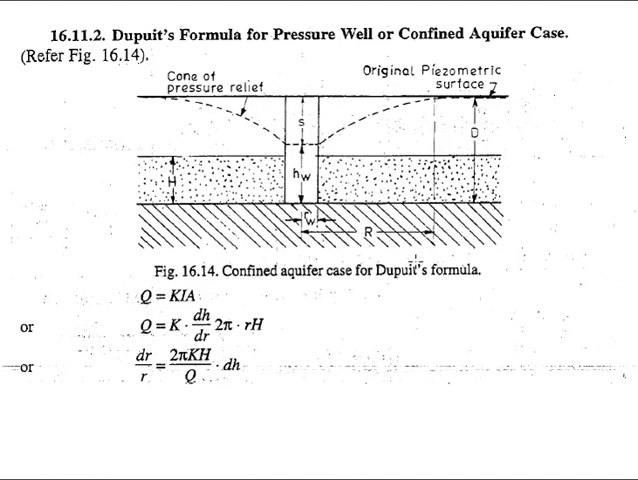 16.11.2. Dupuit's Formula for Pressure Well or Confined Aquifer Case.
(Refer Fig. 16.14).
Cone of
pressure relief
Original Piezometric
surface
s
D
H
hw
rw
R
Fig. 16.14. Confined aquifer case for Dupuit's formula.
Q = KIA
or Q = K · dh/dr 2π · rH
or dr/r = 2πKH/Q · dh